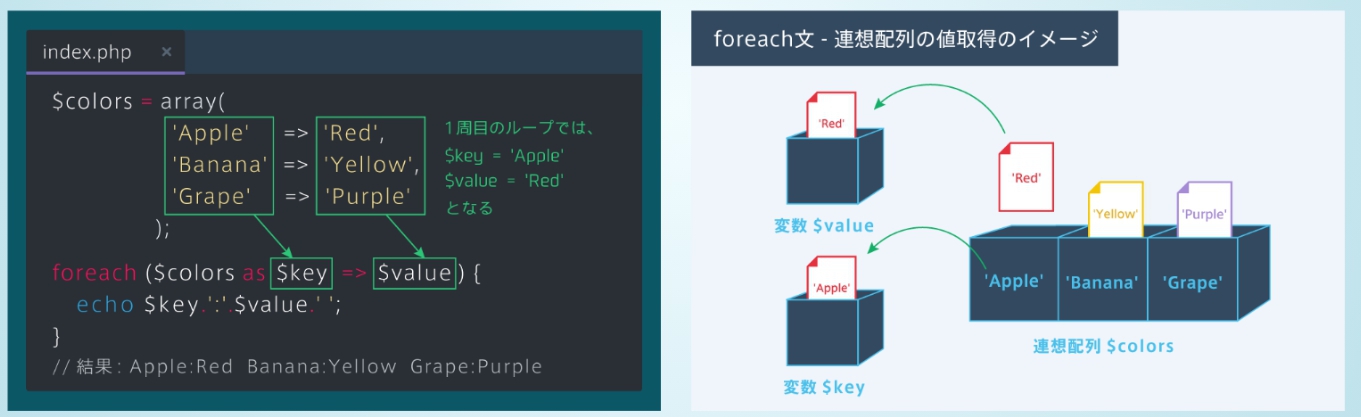 index.php ×
$colors = array(
'Apple' => 'Red',
'Banana' => 'Yellow',
'Grape' => 'Purple'
);
1周目のループでは、
$key = 'Apple'
$value = 'Red'
となる
foreach ($colors as $key => $value) {
echo $key.':'.$value.' ';
}
// 結果 : Apple:Red Banana:Yellow Grape:Purple
foreach文 - 連想配列の値取得のイメージ
'Red'
変数 $value
'Apple'
変数 $key
'Red'
'Yellow'
'Purple'
'Apple'
'Banana'
'Grape'
連想配列 $colors